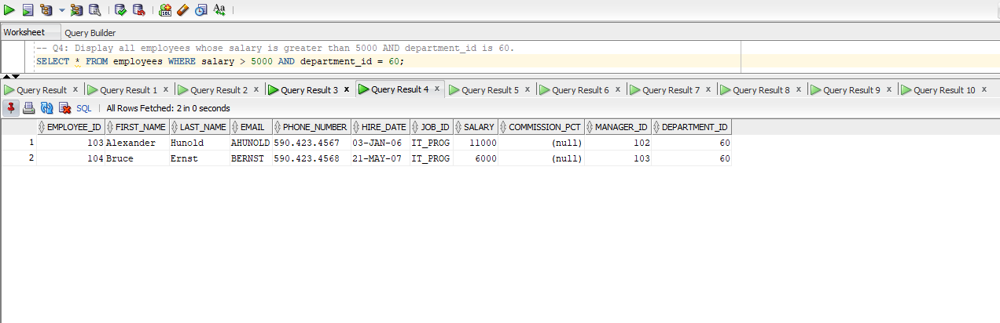 SQL Aa
Worksheet Query Builder
-- Q4: Display all employees whose salary is greater than 5000 AND department_id is 60.
SELECT * FROM employees WHERE salary > 5000 AND department_id = 60;
Query Result x Query Result 1 x Query Result 2 x Query Result 3 x Query Result 4 x Query Result 5 x Query Result 6 x Query Result 7 x Query Result 8 x Query Result 9 x Query Result 10 x
SQL | All Rows Fetched: 2 in 0 seconds
EMPLOYEE_ID FIRST_NAME LAST_NAME EMAIL PHONE_NUMBER HIRE_DATE JOB_ID SALARY COMMISSION_PCT MANAGER_ID DEPARTMENT_ID
1 103 Alexander Hunold AHUNOLD 590.423.4567 03-JAN-06 IT_PROG 11000 (null) 102 60
2 104 Bruce Ernst BERNST 590.423.4568 21-MAY-07 IT_PROG 6000 (null) 103 60